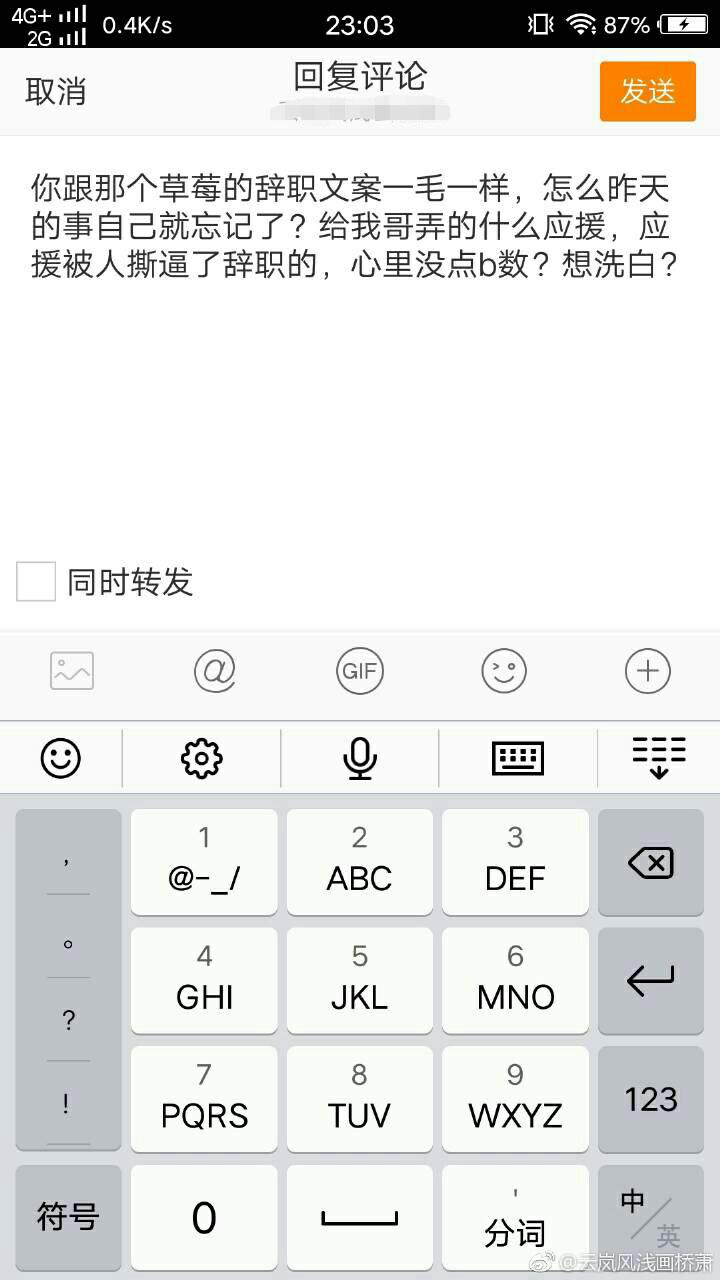 4G+
2G
0.4K/s
23:03
87%
取消
回复评论
发送
你跟那个草莓的辞职文案一毛一样，怎么昨天
的事自己就忘记了？给我哥弄的什么应援，应
援被人撕逼了辞职的，心里没点b数？想洗白？
同时转发
@
GIF
，
1
2
3
@-_/
ABC
DEF
。
4
5
6
GHI
JKL
MNO
?
7
8
9
PQRS
TUV
WXYZ
123
!
符号
0
'
分词
中/英
@云岚风浅画桥萧